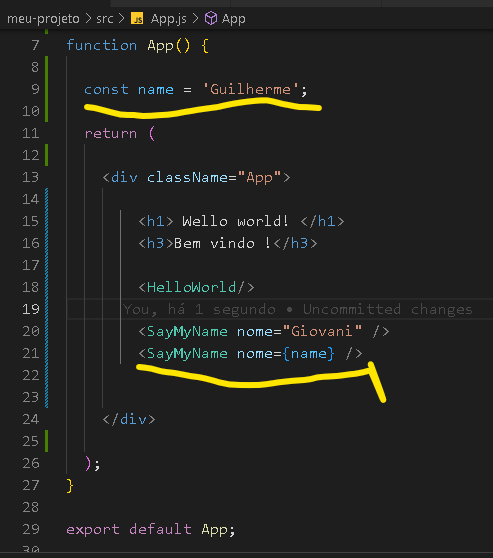 meu-projeto > src > JS App.js > App
7 function App() {
8
9 const name = 'Guilherme';
10
11 return (
12
13 <div className="App">
14
15 <h1> Wello world! </h1>
16 <h3>Bem vindo !</h3>
17
18 <HelloWorld/>
19 You, há 1 segundo • Uncommitted changes
20 <SayMyName nome="Giovani" />
21 <SayMyName nome={name} />
22
23
24 </div>
25
26 );
27 }
28
29 export default App;
30